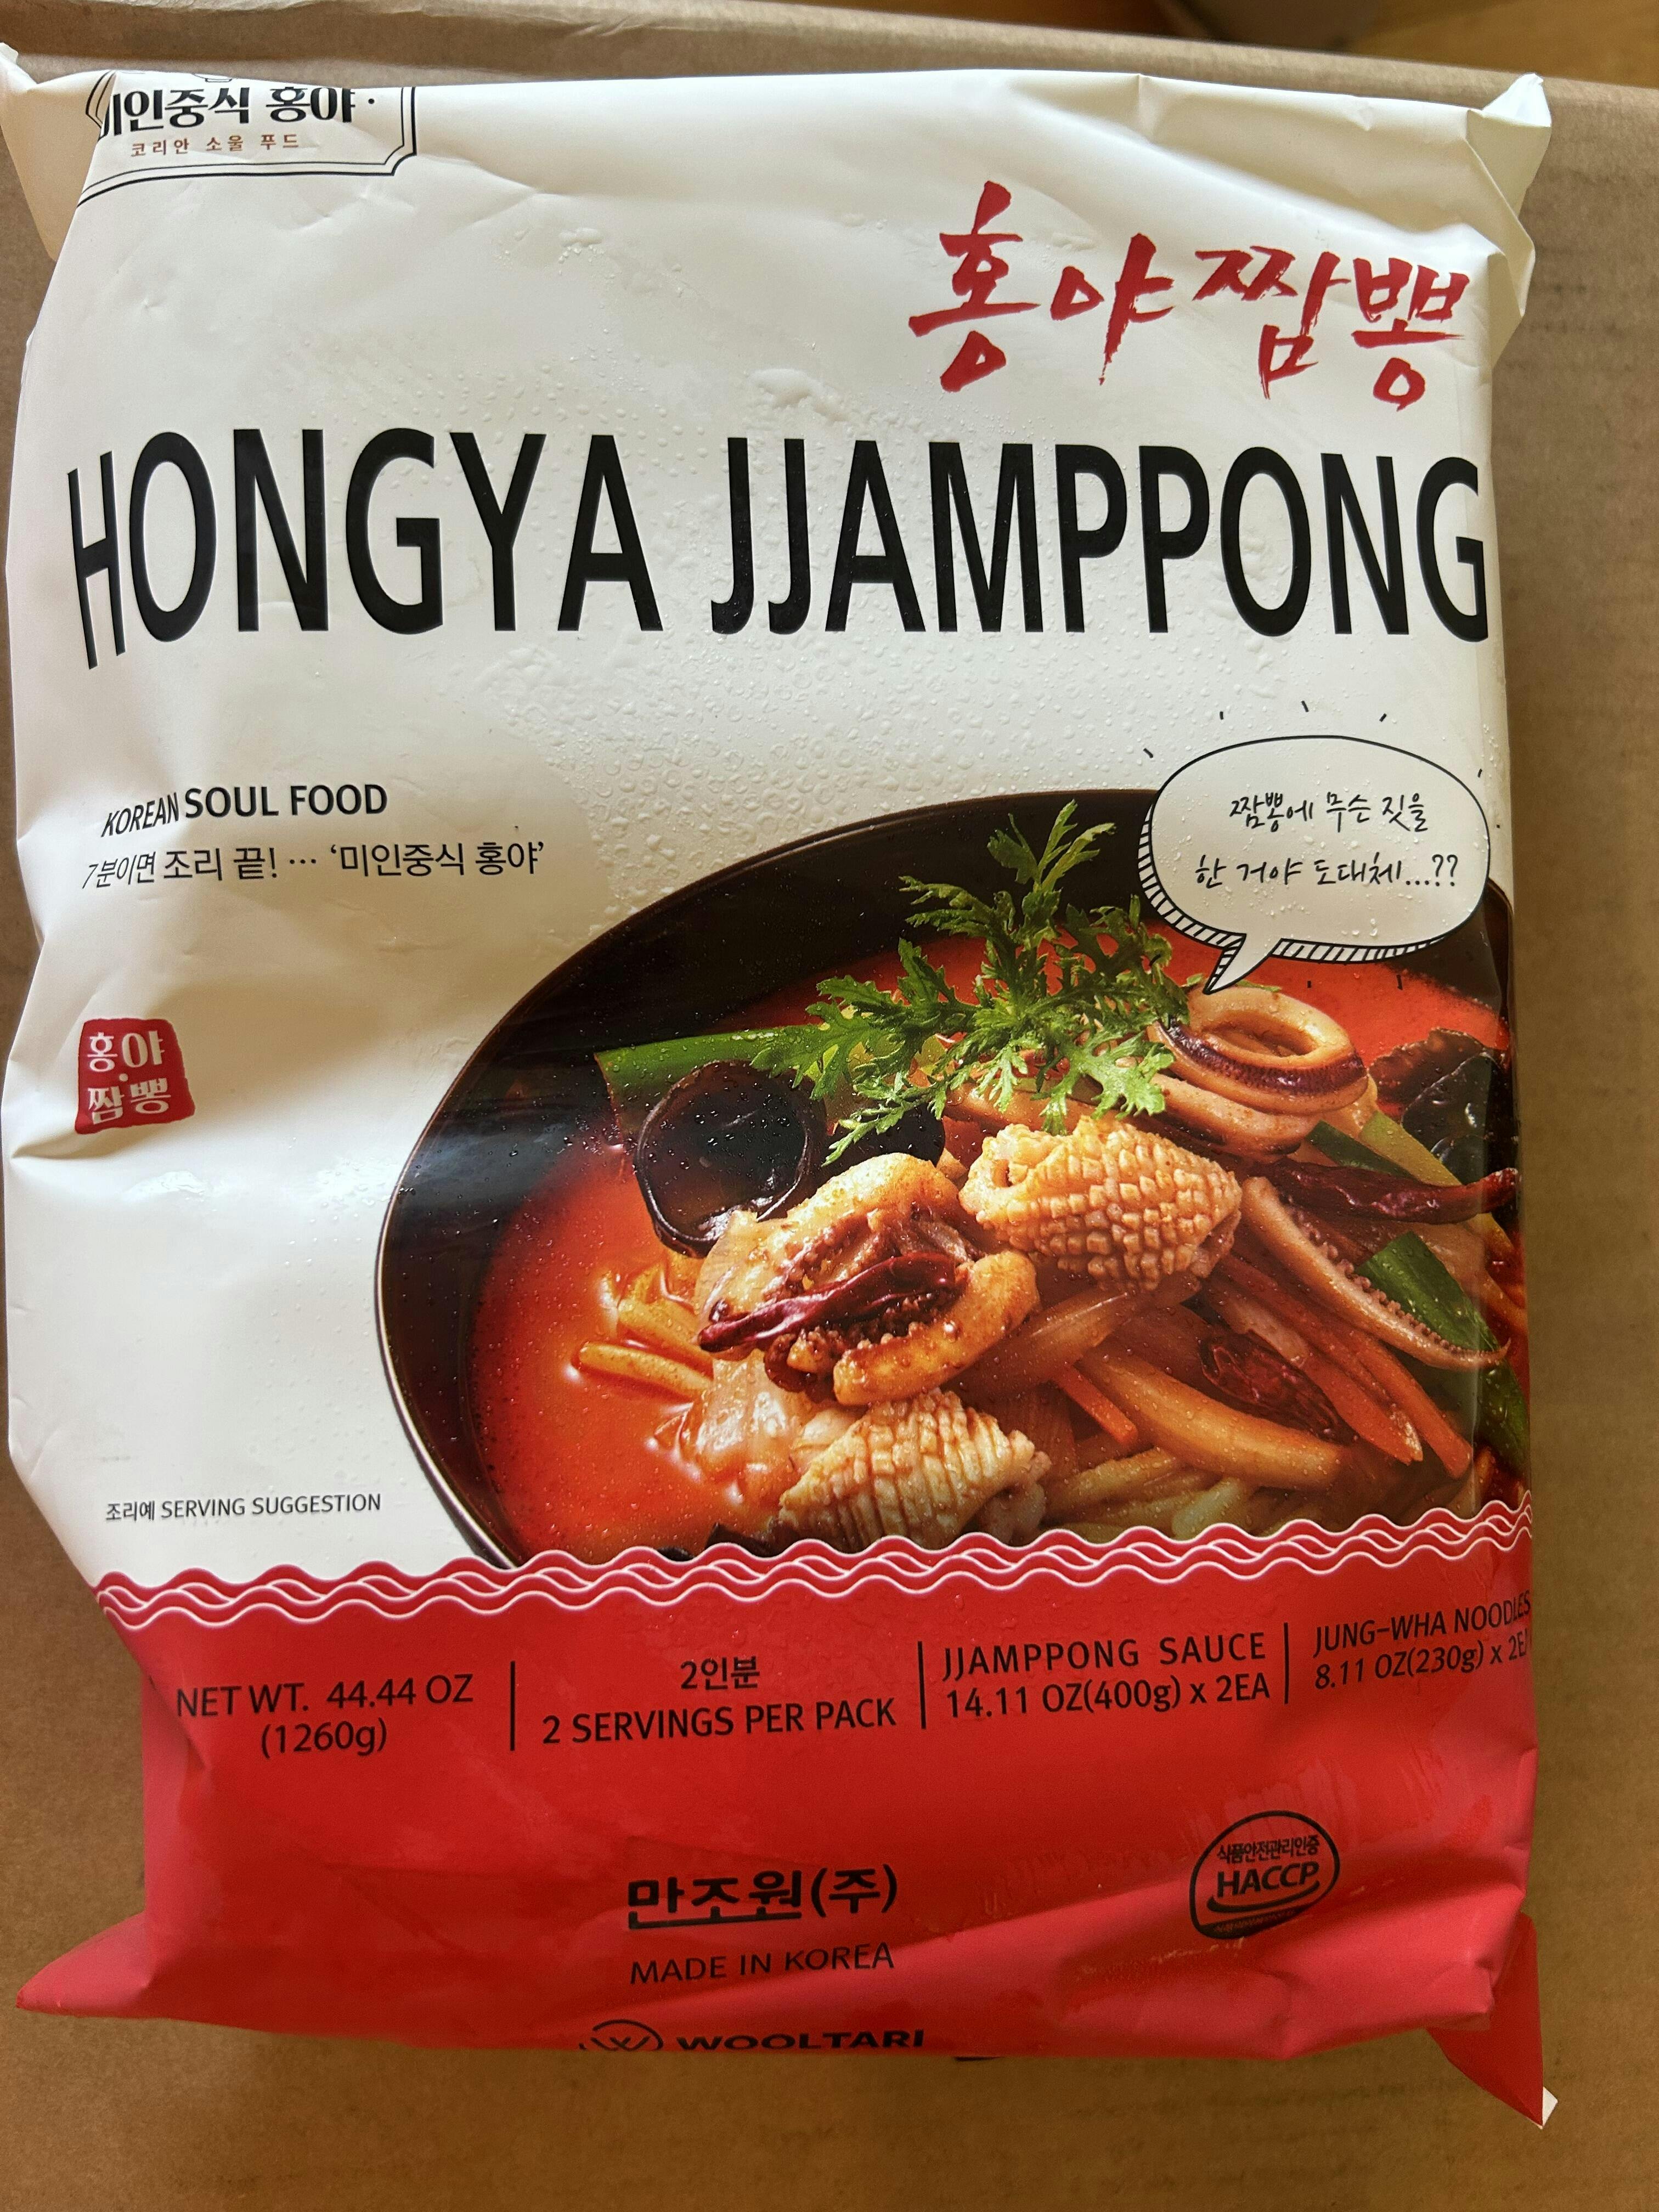 미인중식 홍야·
코리안 소울 푸드
홍야짬뽕
HONGYA JJAMPPONG
KOREAN SOUL FOOD
7분이면 조리 끝! ··· ‘미인중식 홍야’
짬뽕에 무슨 짓을
한 거야 도대체...??
홍야
짬뽕
조리예 SERVING SUGGESTION
NET WT. 44.44 OZ
(1260g)
2인분
2 SERVINGS PER PACK
JJAMPPONG SAUCE
14.11 OZ(400g) x 2EA
JUNG-WHA NOODLES
8.11 OZ(230g) x 2EA
식품안전관리인증
HACCP
만조원(주)
MADE IN KOREA
WOOLTARI